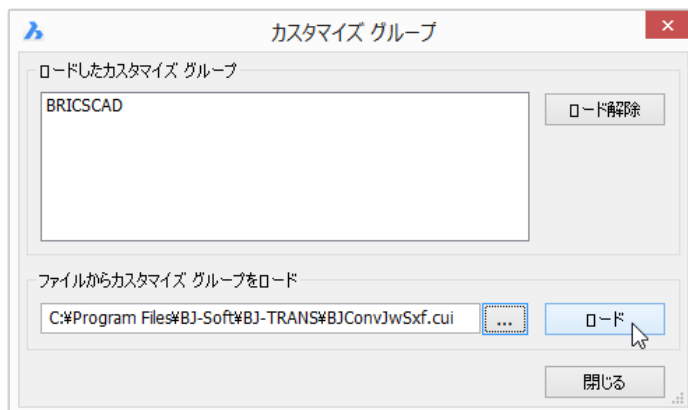 カスタマイズ グループ
ロードしたカスタマイズ グループ
BRICSCAD
ロード解除
ファイルからカスタマイズ グループをロード
C:¥Program Files¥BJ-Soft¥BJ-TRANS¥BJConvJwSxf.cui
...
ロード
閉じる